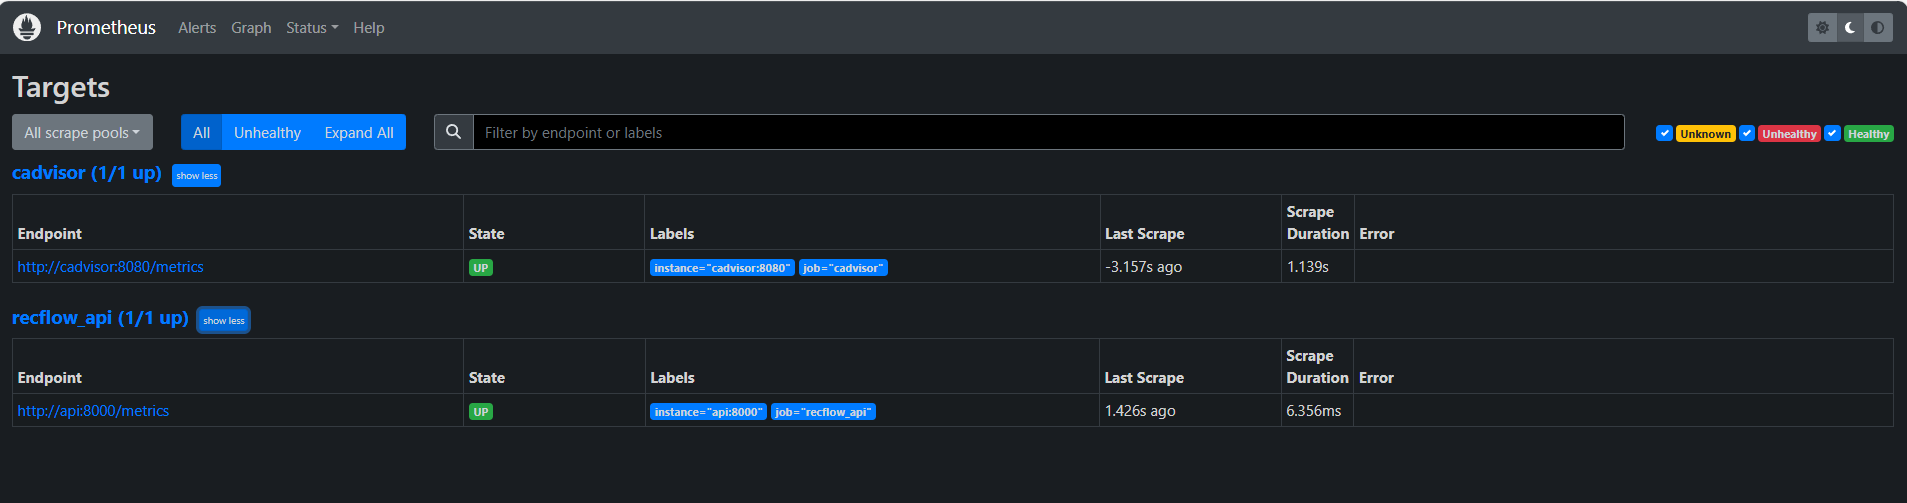 Prometheus Alerts Graph Status Help
Targets
All scrape pools All Unhealthy Expand All Filter by endpoint or labels Unknown Unhealthy Healthy
cadvisor (1/1 up) show less
Endpoint State Labels Last Scrape Scrape Duration Error
http://cadvisor:8080/metrics UP instance="cadvisor:8080" job="cadvisor" -3.157s ago 1.139s
recflow_api (1/1 up) show less
Endpoint State Labels Last Scrape Scrape Duration Error
http://api:8000/metrics UP instance="api:8000" job="recflow_api" 1.426s ago 6.356ms